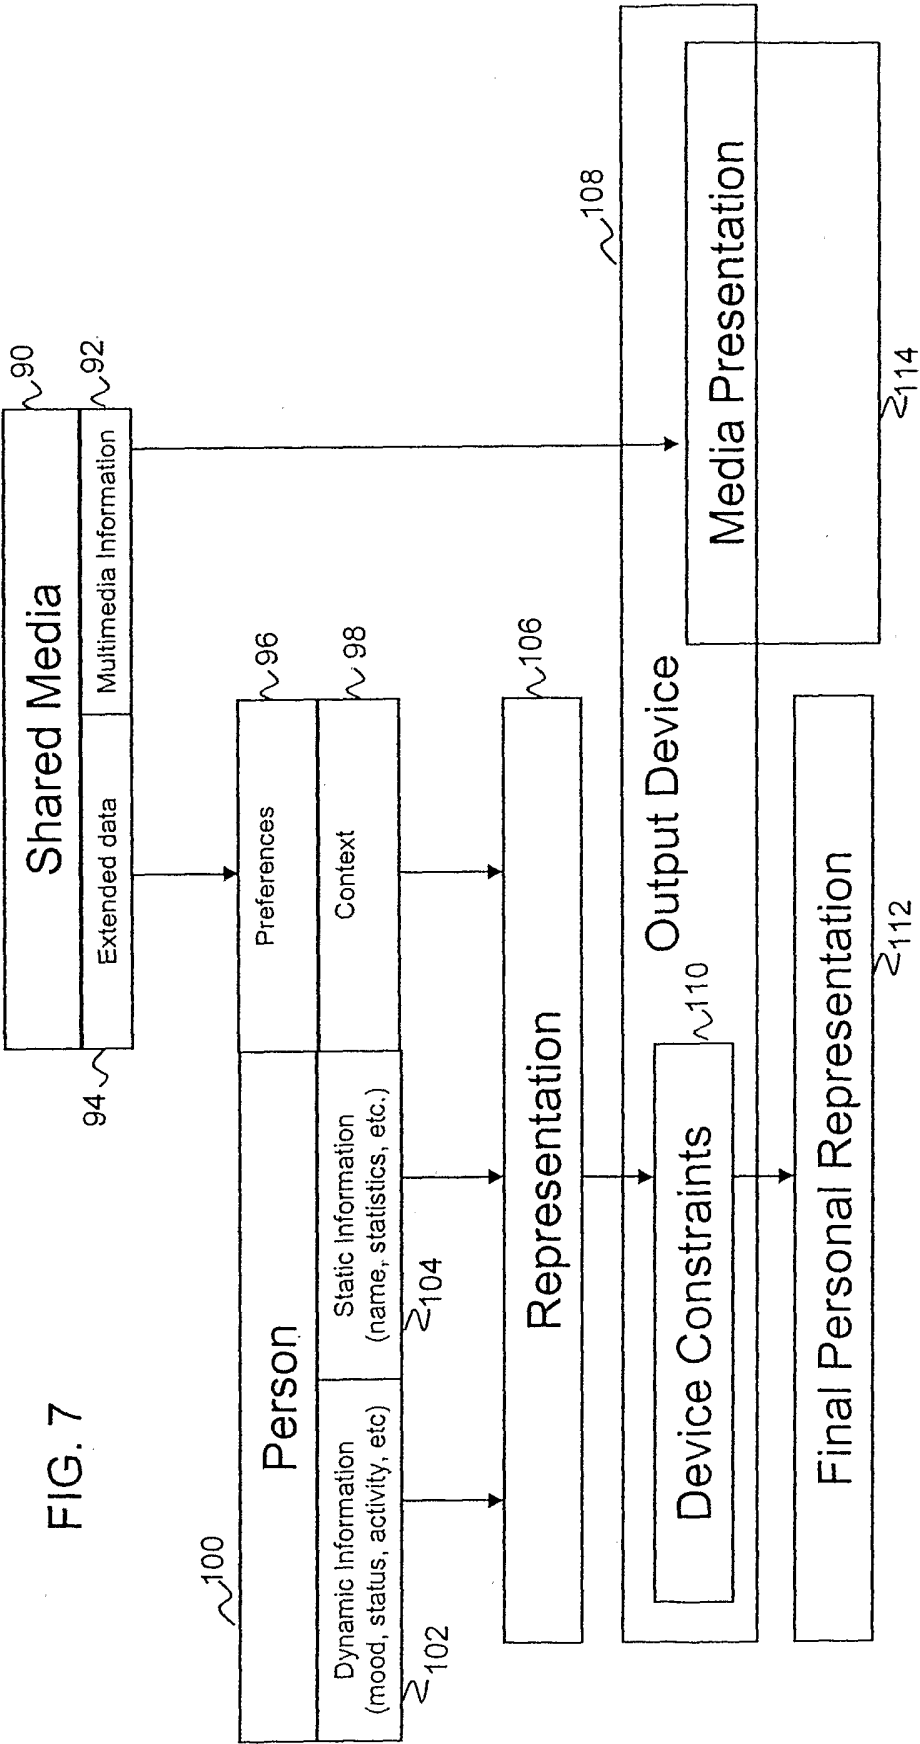 FIG. 7
Shared Media
90
Extended data
Multimedia Information
92
94
100
Person
Preferences
96
Dynamic Information
(mood, status, activity, etc)
Static Information
(name, statistics, etc.)
Context
98
102
104
Representation
106
108
Output Device
Device Constraints
110
Media Presentation
Final Personal Representation
112
114